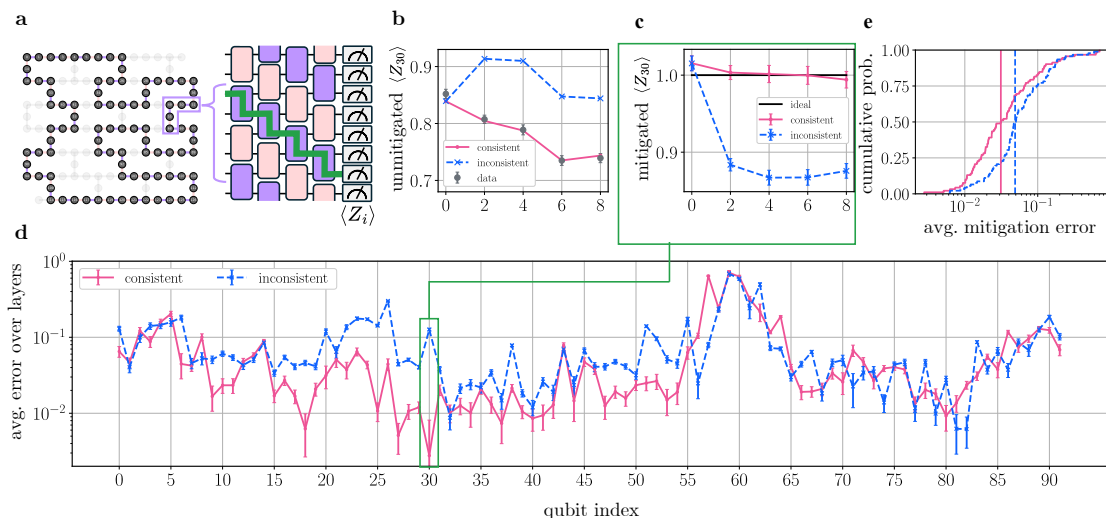 a
⟨Z_i⟩
b
unmitigated ⟨Z_30⟩
0.9
0.8
0.7
consistent
inconsistent
data
0 2 4 6 8
c
mitigated ⟨Z_30⟩
1.0
0.9
ideal
consistent
inconsistent
0 2 4 6 8
e
cumulative prob.
1.00
0.75
0.50
0.25
0.00
10^−2 10^−1
avg. mitigation error
d
avg. error over layers
10^0
10^−1
10^−2
consistent inconsistent
0 5 10 15 20 25 30 35 40 45 50 55 60 65 70 75 80 85 90
qubit index